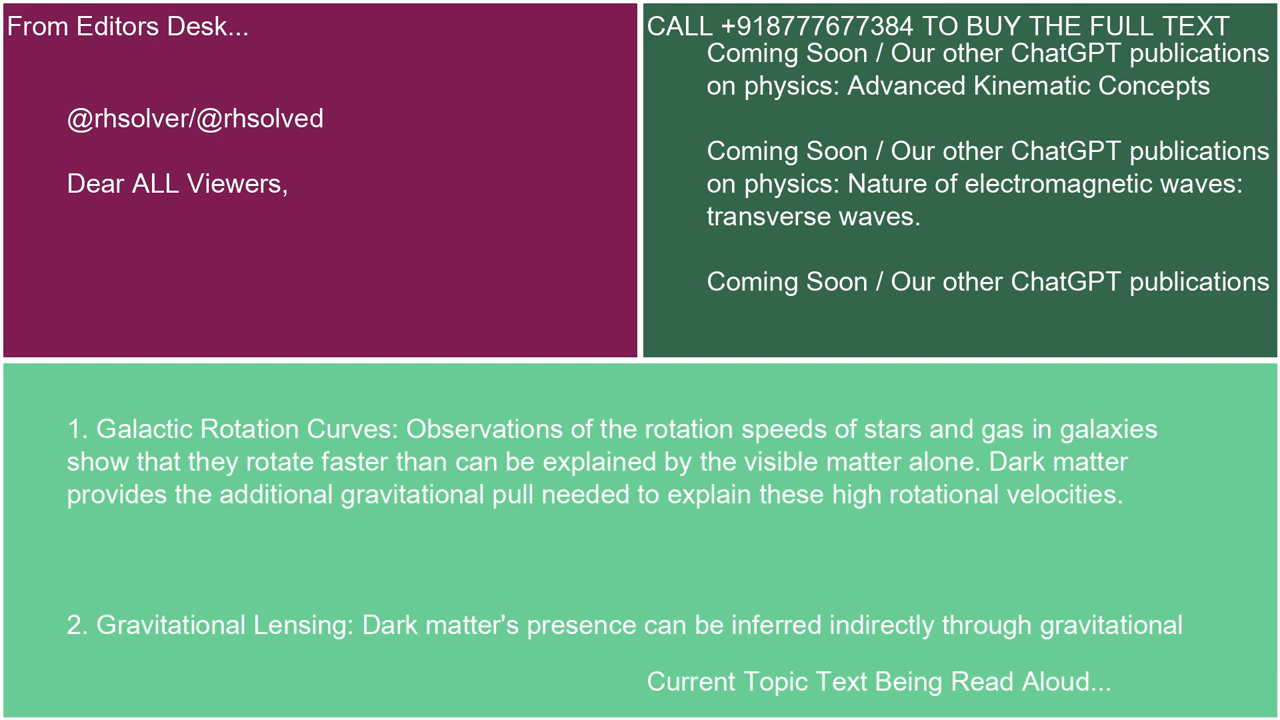 From Editors Desk...
@rhsolver/@rhsolved
Dear ALL Viewers,
CALL +918777677384 TO BUY THE FULL TEXT
Coming Soon / Our other ChatGPT publications
on physics: Advanced Kinematic Concepts
Coming Soon / Our other ChatGPT publications
on physics: Nature of electromagnetic waves:
transverse waves.
Coming Soon / Our other ChatGPT publications
1. Galactic Rotation Curves: Observations of the rotation speeds of stars and gas in galaxies
show that they rotate faster than can be explained by the visible matter alone. Dark matter
provides the additional gravitational pull needed to explain these high rotational velocities.
2. Gravitational Lensing: Dark matter's presence can be inferred indirectly through gravitational
Current Topic Text Being Read Aloud...